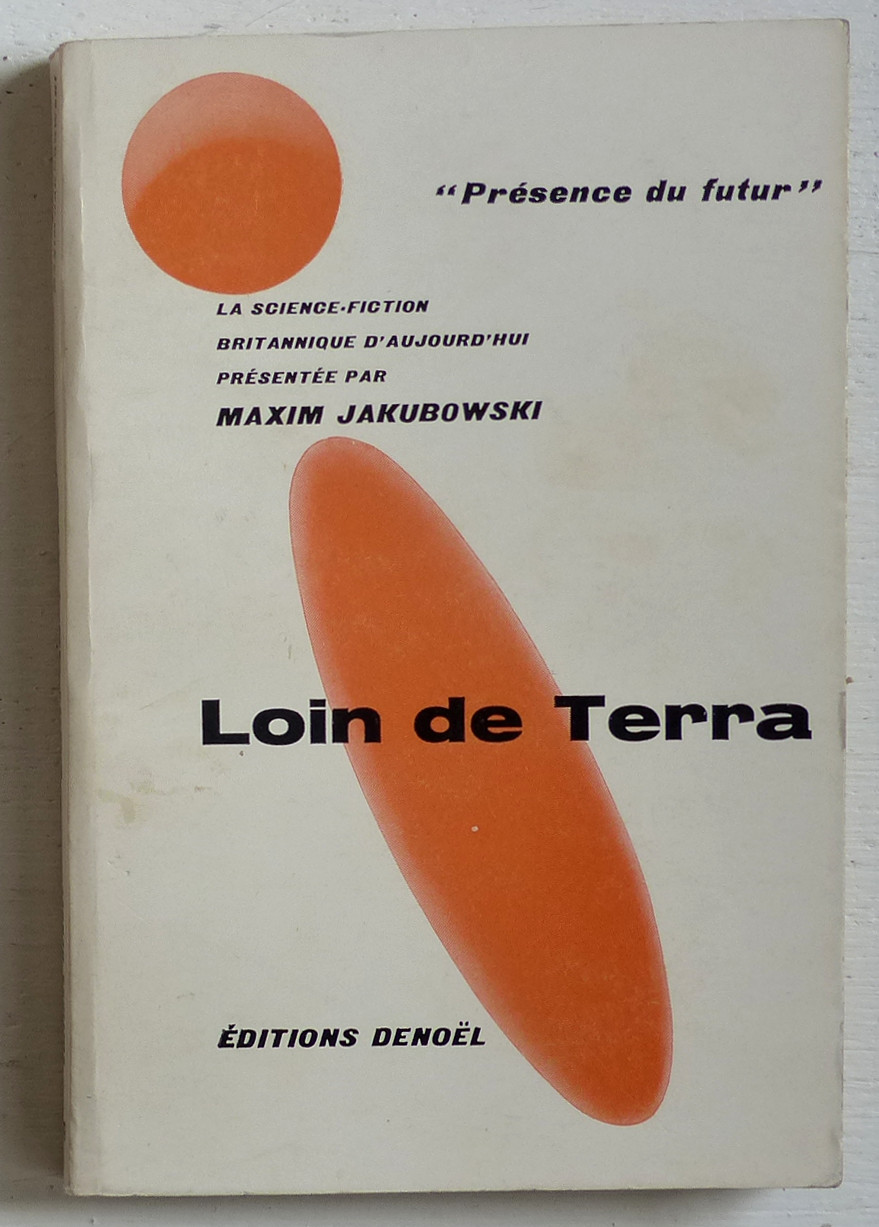 “Présence du futur”
LA SCIENCE-FICTION
BRITANNIQUE D'AUJOURD'HUI
PRÉSENTÉE PAR
MAXIM JAKUBOWSKI
Loin de Terra
ÉDITIONS DENOËL